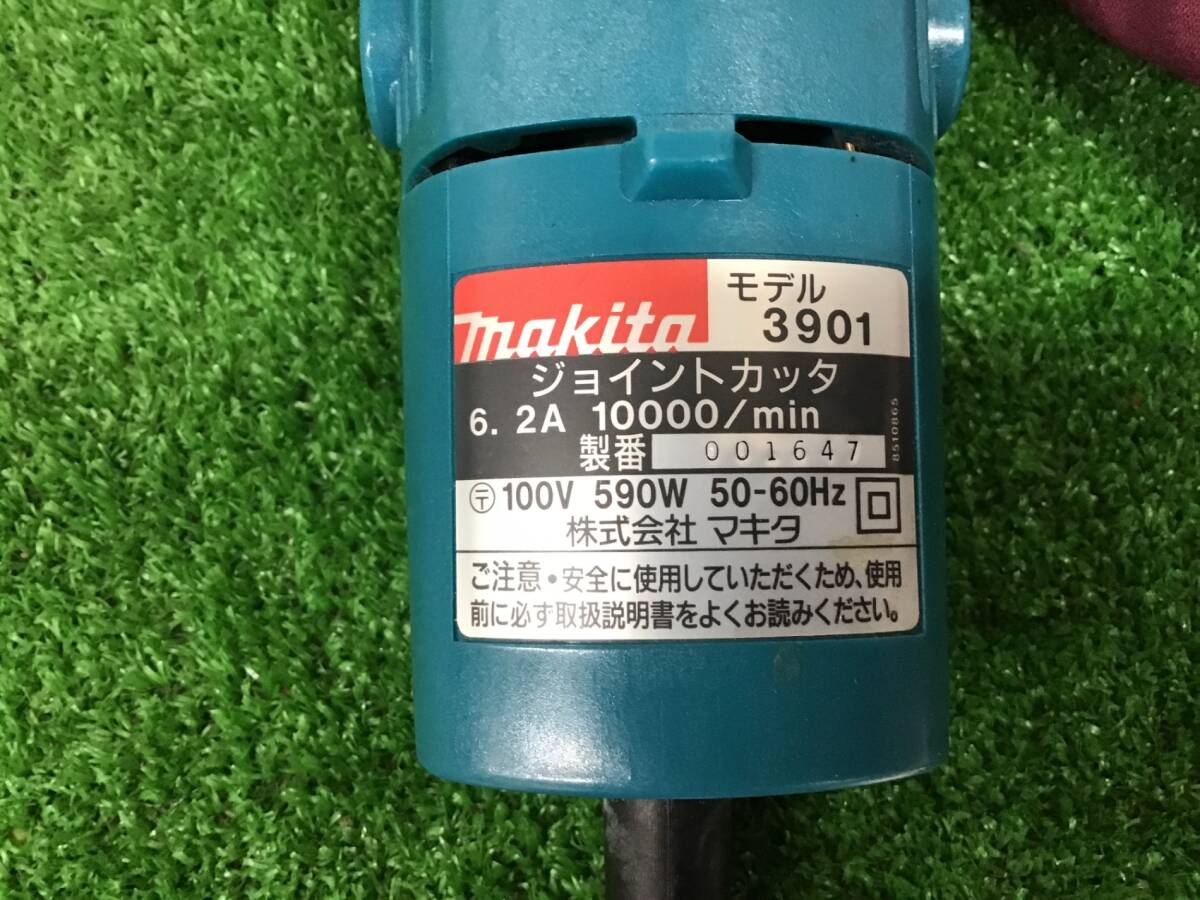 makita
モデル
3901
ジョイントカッタ
6.2A 10000/min
製番 001647
8510865
〶 100V 590W 50-60Hz
株式会社 マキタ
ご注意・安全に使用していただくため、使用
前に必ず取扱説明書をよくお読みください。